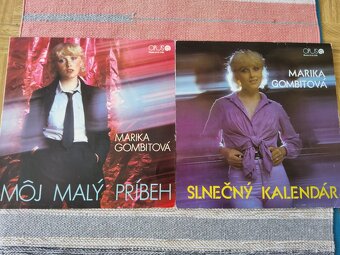 OPUS
MARIKA
GOMBITOVÁ
MÔJ MALÝ PRÍBEH
OPUS
MARIKA
GOMBITOVÁ
SLNEČNÝ KALENDÁR